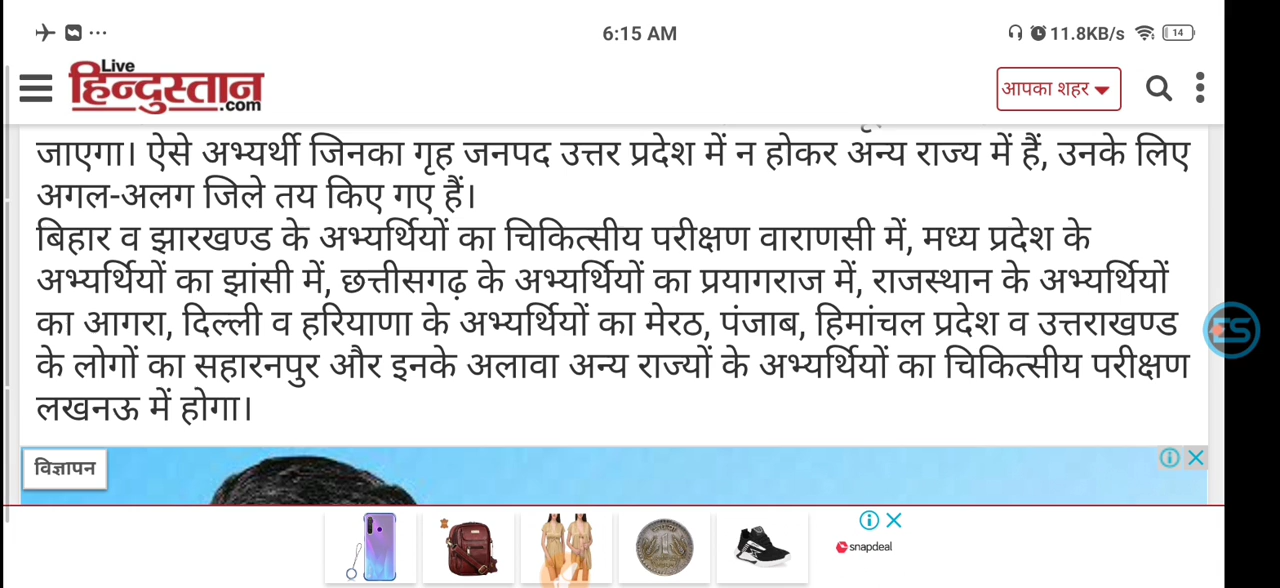 6:15 AM
11.8KB/s
14
Live
हिन्दुस्तान
.com
आपका शहर
जाएगा। ऐसे अभ्यर्थी जिनका गृह जनपद उत्तर प्रदेश में न होकर अन्य राज्य में हैं, उनके लिए
अगल-अलग जिले तय किए गए हैं।
बिहार व झारखण्ड के अभ्यर्थियों का चिकित्सीय परीक्षण वाराणसी में, मध्य प्रदेश के
अभ्यर्थियों का झांसी में, छत्तीसगढ़ के अभ्यर्थियों का प्रयागराज में, राजस्थान के अभ्यर्थियों
का आगरा, दिल्ली व हरियाणा के अभ्यर्थियों का मेरठ, पंजाब, हिमांचल प्रदेश व उत्तराखण्ड
के लोगों का सहारनपुर और इनके अलावा अन्य राज्यों के अभ्यर्थियों का चिकित्सीय परीक्षण
लखनऊ में होगा।
विज्ञापन
snapdeal